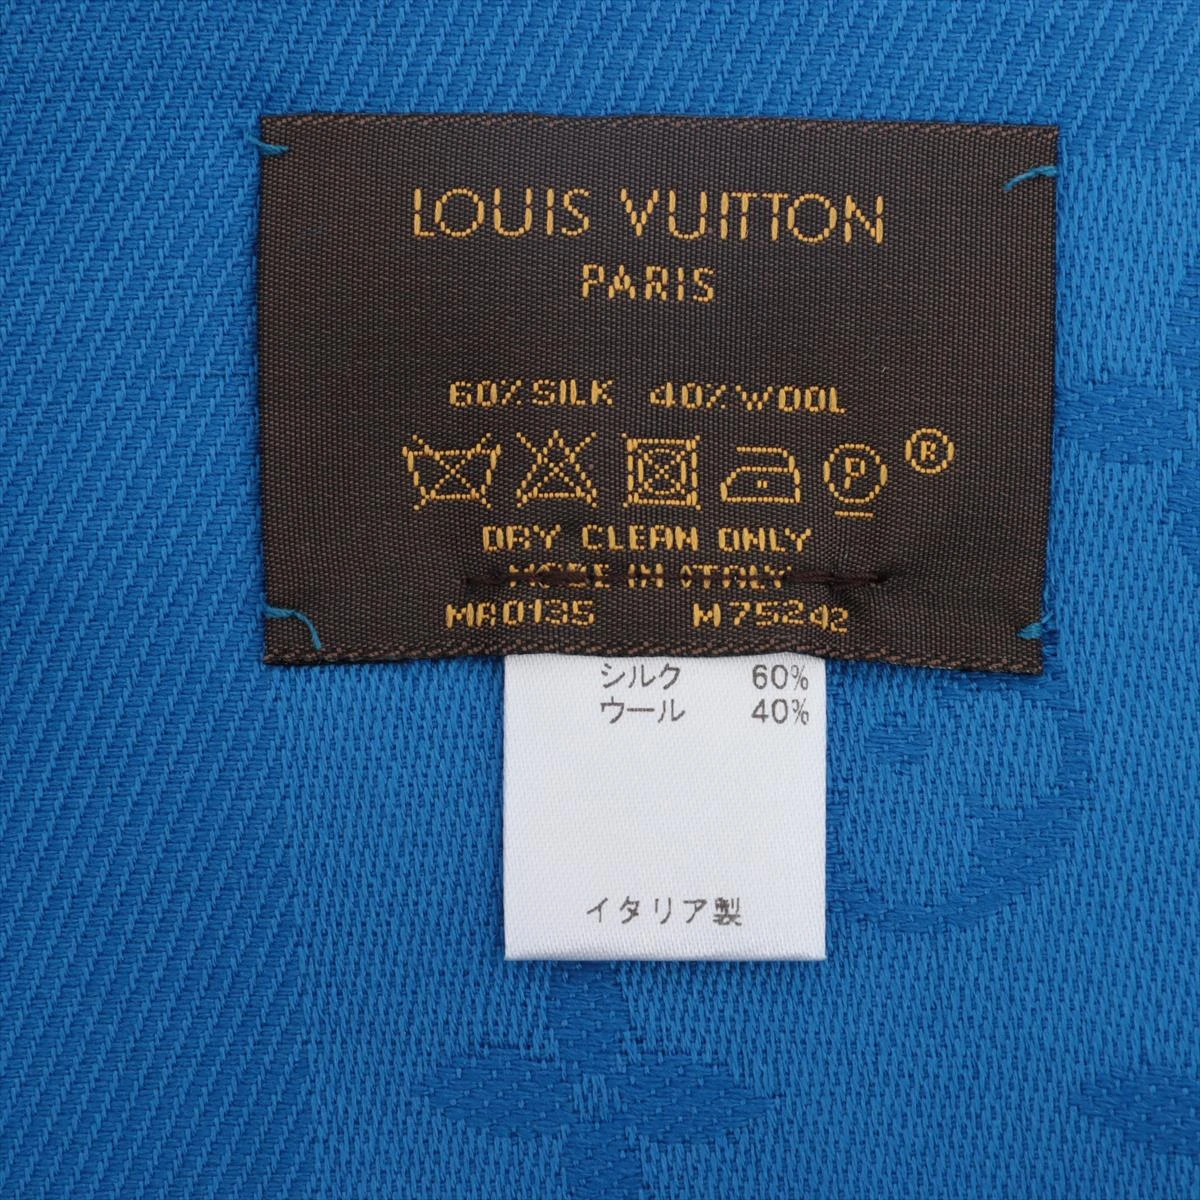 LOUIS VUITTON
PARIS
60% SILK 40% WOOL
P ®
DRY CLEAN ONLY
MADE IN ITALY
MR0135 M75242
シルク 60%
ウール 40%
イタリア製